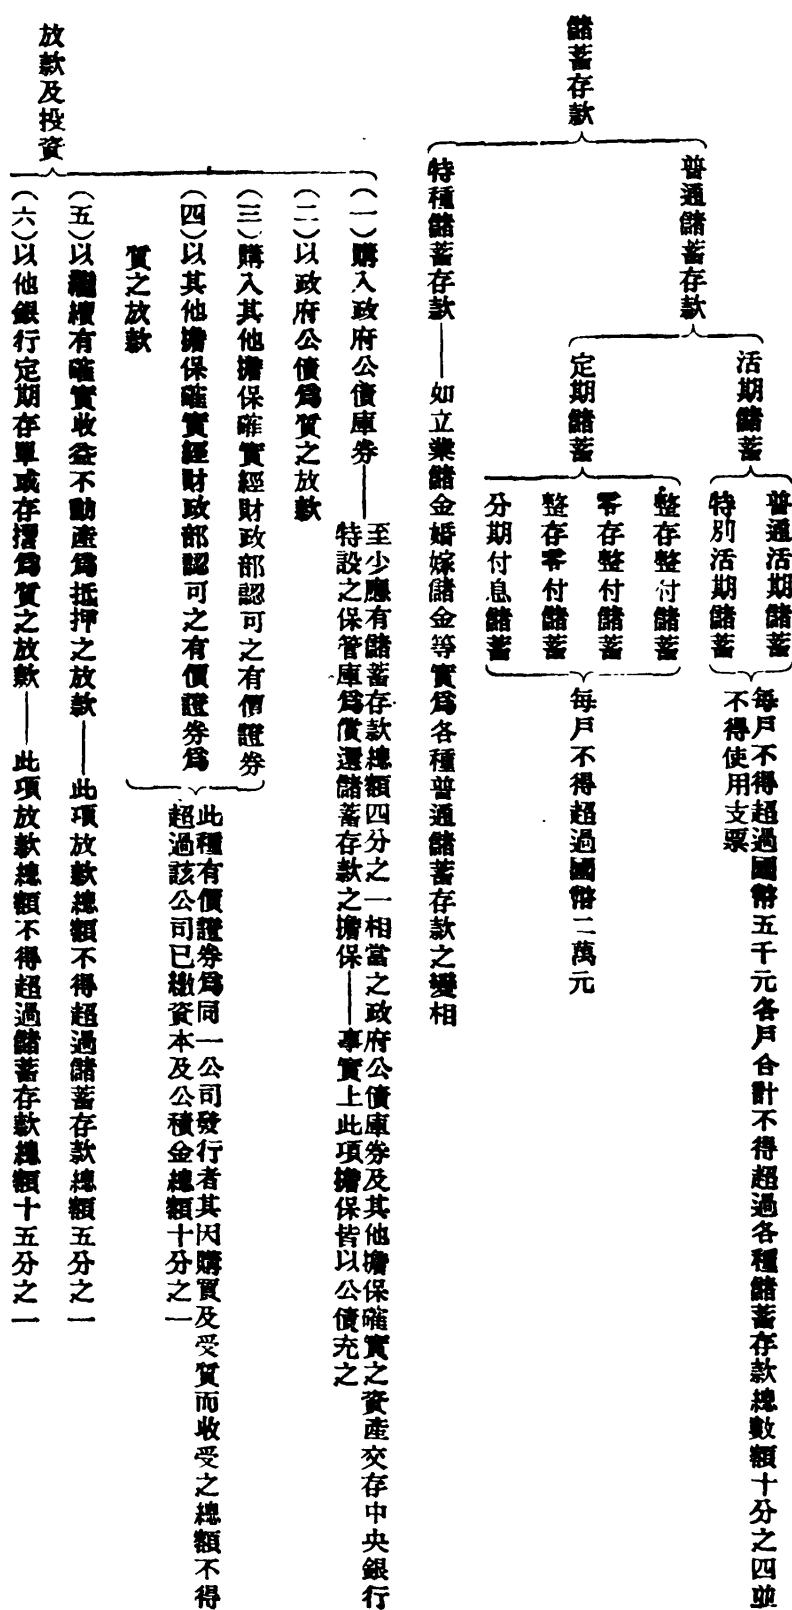 儲蓄存款
普通儲蓄存款
活期儲蓄
普通活期儲蓄
特別活期儲蓄
每戶不得超過國幣五千元各戶合計不得超過各種儲蓄存款總數額十分之四並
不得使用支票
定期儲蓄
整存整付儲蓄
零存整付儲蓄
整存零付儲蓄
分期付息儲蓄
每戶不得超過國幣二萬元
特種儲蓄存款——如立業儲金婚嫁儲金等實爲各種普通儲蓄存款之變相
放款及投資
(一)購入政府公債庫券——至少應有儲蓄存款總額四分之一相當之政府公債庫券及其他擔保確實之資產交存中央銀行
特設之保管庫爲償還儲蓄存款之擔保——事實上此項擔保皆以公債充之
(二)以政府公債爲質之放款
(三)購入其他擔保確實經財政部認可之有價證券
(四)以其他擔保確實經財政部認可之有價證券爲
質之放款
此種有價證券爲同一公司發行者其因購買及受質而收受之總額不得
超過該公司已繳資本及公積金總額十分之一
(五)以繼續有確實收益不動產爲抵押之放款——此項放款總額不得超過儲蓄存款總額五分之一
(六)以他銀行定期存單或存摺爲質之放款——此項放款總額不得超過儲蓄存款總額十五分之一